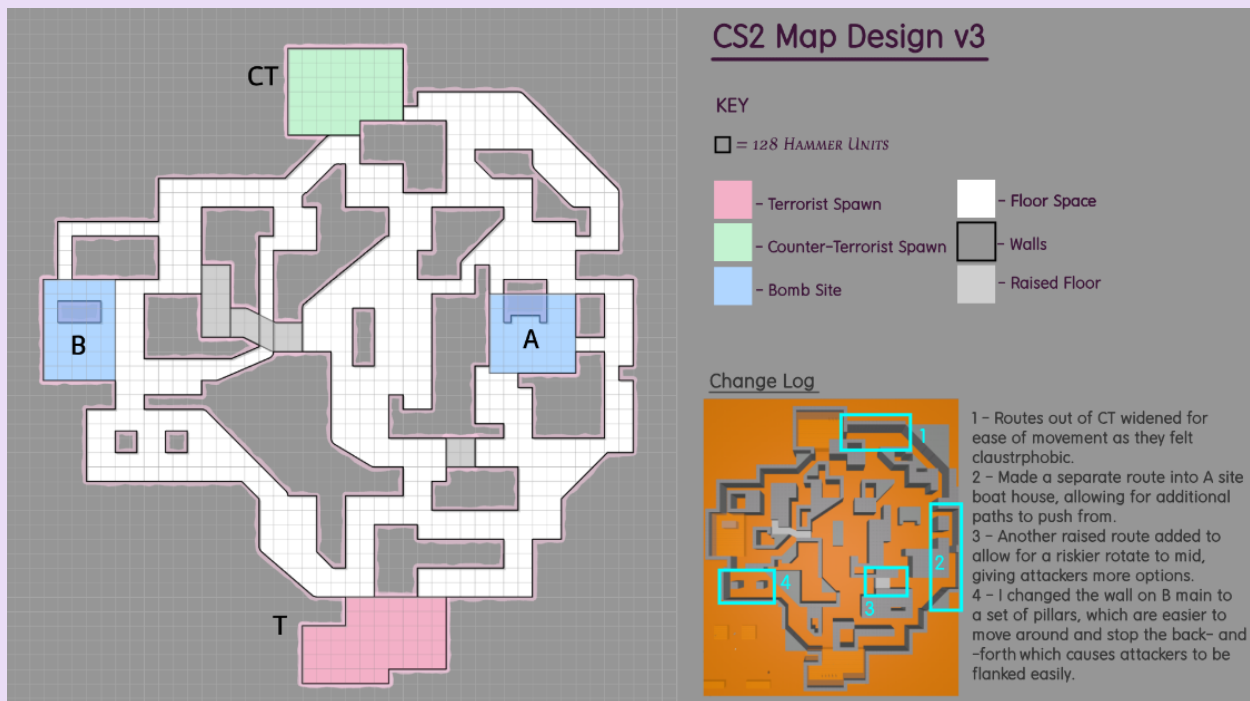 CS2 Map Design v3
CT
B
A
T
KEY
= 128 HAMMER UNITS
- Terrorist Spawn
- Counter-Terrorist Spawn
- Bomb Site
- Floor Space
- Walls
- Raised Floor
Change Log
1
2
3
4
1 - Routes out of CT widened for
ease of movement as they felt
claustrphobic.
2 - Made a separate route into A site
boat house, allowing for additional
paths to push from.
3 - Another raised route added to
allow for a riskier rotate to mid,
giving attackers more options.
4 - I changed the wall on B main to
a set of pillars, which are easier to
move around and stop the back- and
-forth which causes attackers to be
flanked easily.